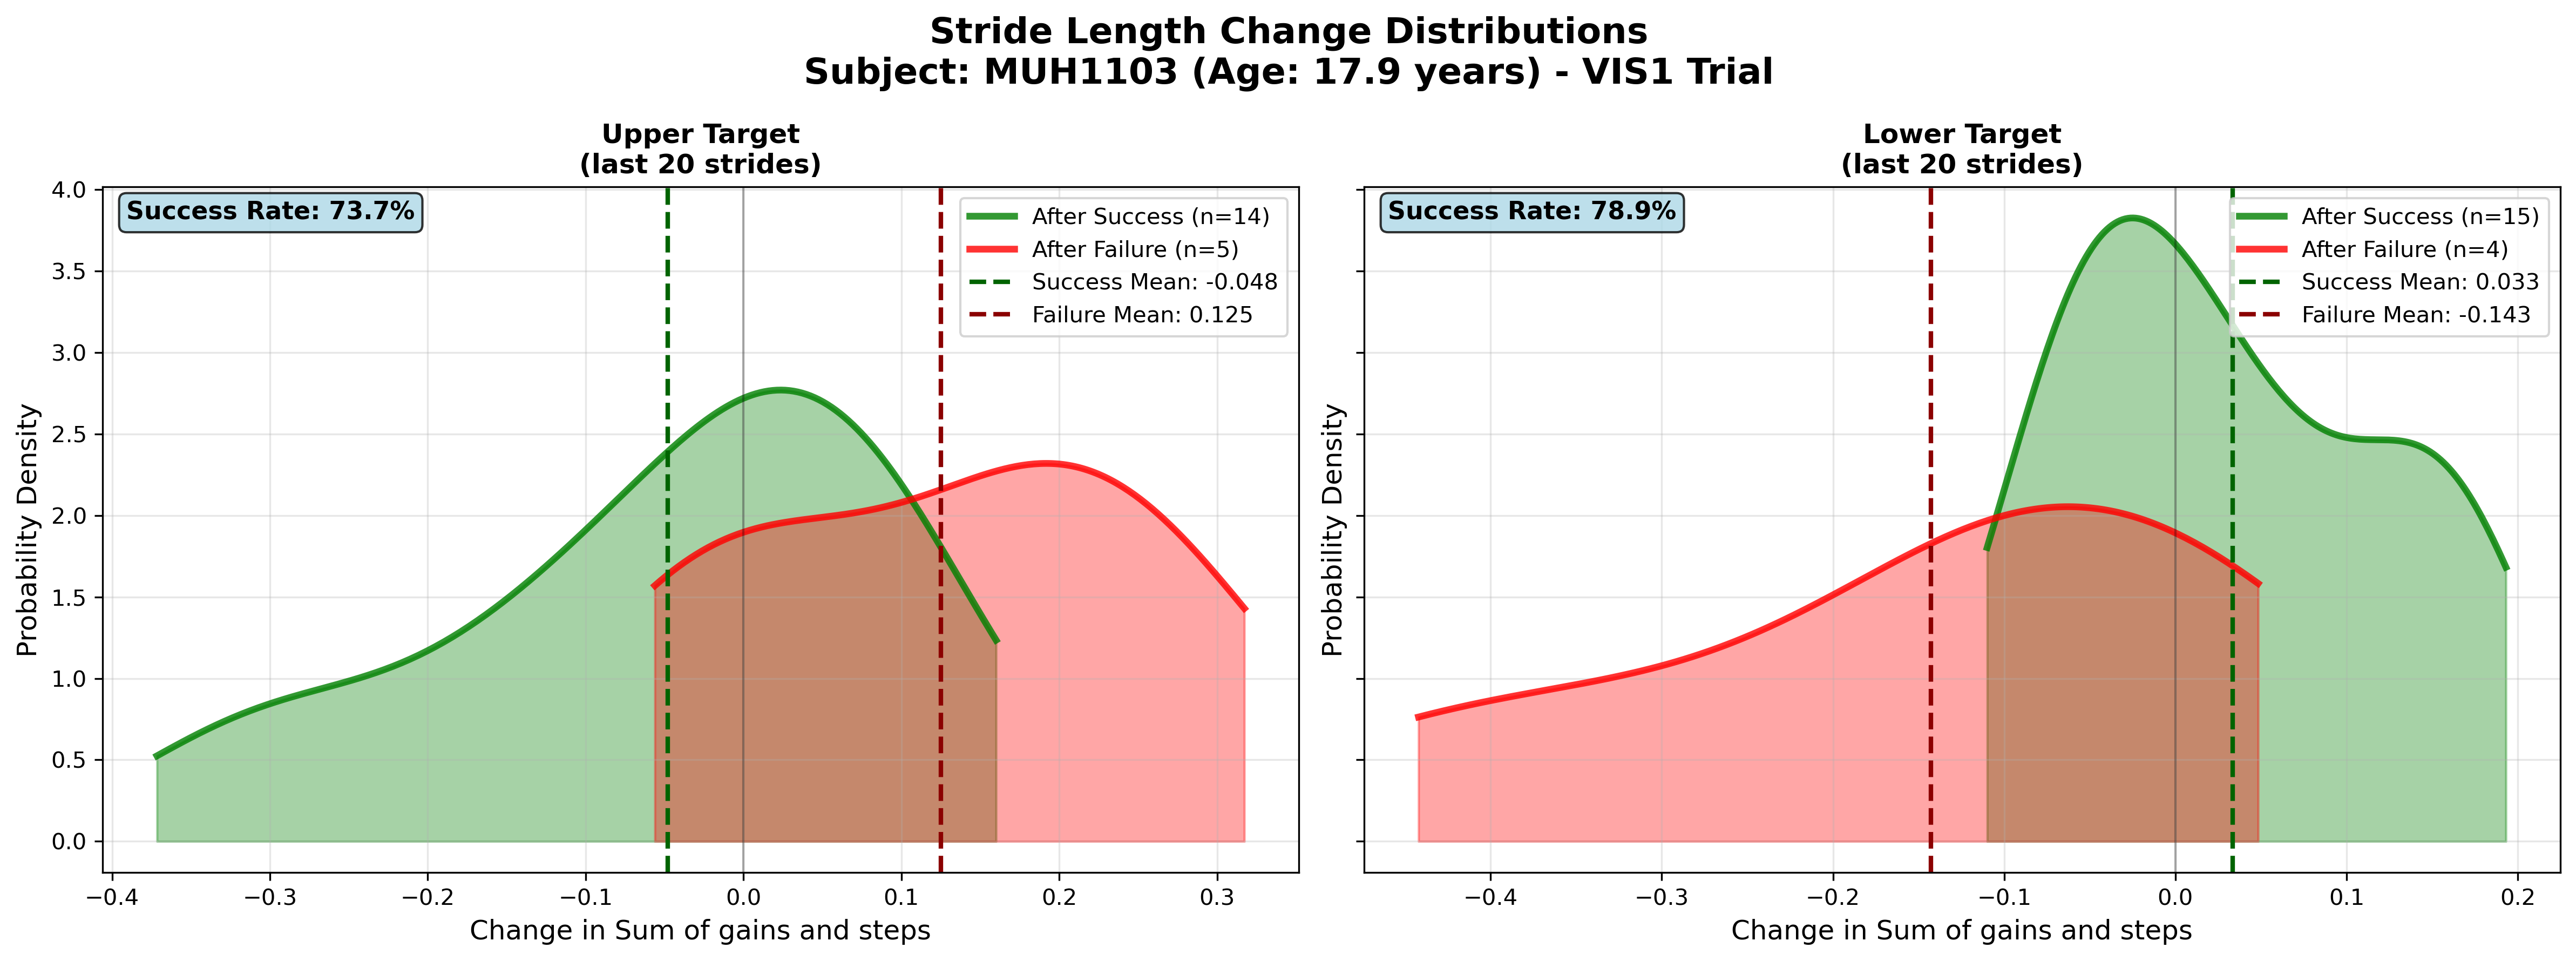 Stride Length Change Distributions
Subject: MUH1103 (Age: 17.9 years) - VIS1 Trial
Upper Target
(last 20 strides)
Success Rate: 73.7%
After Success (n=14)
After Failure (n=5)
Success Mean: -0.048
Failure Mean: 0.125
Probability Density
4.0
3.5
3.0
2.5
2.0
1.5
1.0
0.5
0.0
−0.4 −0.3 −0.2 −0.1 0.0 0.1 0.2 0.3
Change in Sum of gains and steps
Lower Target
(last 20 strides)
Success Rate: 78.9%
After Success (n=15)
After Failure (n=4)
Success Mean: 0.033
Failure Mean: -0.143
Probability Density
−0.4 −0.3 −0.2 −0.1 0.0 0.1 0.2
Change in Sum of gains and steps